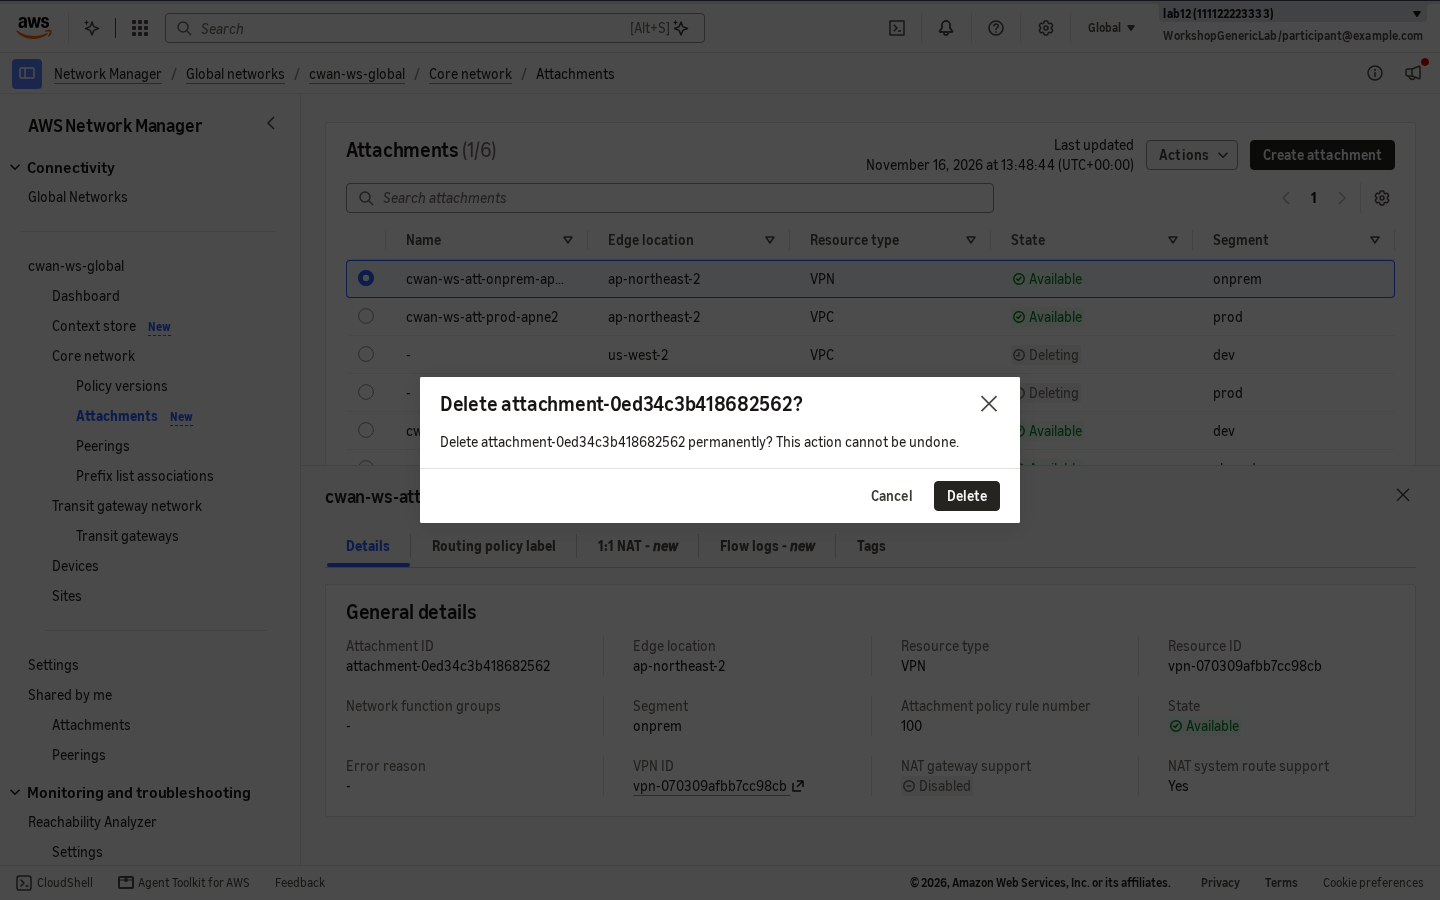 aws
Search
[Alt+S]
Global
lab12 (111122223333)
WorkshopGenericLab/participant@example.com
Network Manager / Global networks / cwan-ws-global / Core network / Attachments
AWS Network Manager
Connectivity
Global Networks
cwan-ws-global
Dashboard
Context store New
Core network
Policy versions
Attachments New
Peerings
Prefix list associations
Transit gateway network
Transit gateways
Devices
Sites
Settings
Shared by me
Attachments
Peerings
Monitoring and troubleshooting
Reachability Analyzer
Settings
Attachments (1/6)
Last updated
November 16, 2026 at 13:48:44 (UTC+00:00)
Actions
Create attachment
Search attachments
1
Name Edge location Resource type State Segment
cwan-ws-att-onprem-ap... ap-northeast-2 VPN Available onprem
cwan-ws-att-prod-apne2 ap-northeast-2 VPC Available prod
- us-west-2 VPC Deleting dev
- Deleting prod
cw Available dev
Delete attachment-0ed34c3b418682562?
Delete attachment-0ed34c3b418682562 permanently? This action cannot be undone.
Cancel Delete
cwan-ws-att
Details Routing policy label 1:1 NAT - new Flow logs - new Tags
General details
Attachment ID
attachment-0ed34c3b418682562
Edge location
ap-northeast-2
Resource type
VPN
Resource ID
vpn-070309afbb7cc98cb
Network function groups
-
Segment
onprem
Attachment policy rule number
100
State
Available
Error reason
-
VPN ID
vpn-070309afbb7cc98cb
NAT gateway support
Disabled
NAT system route support
Yes
CloudShell Agent Toolkit for AWS Feedback
© 2026, Amazon Web Services, Inc. or its affiliates. Privacy Terms Cookie preferences